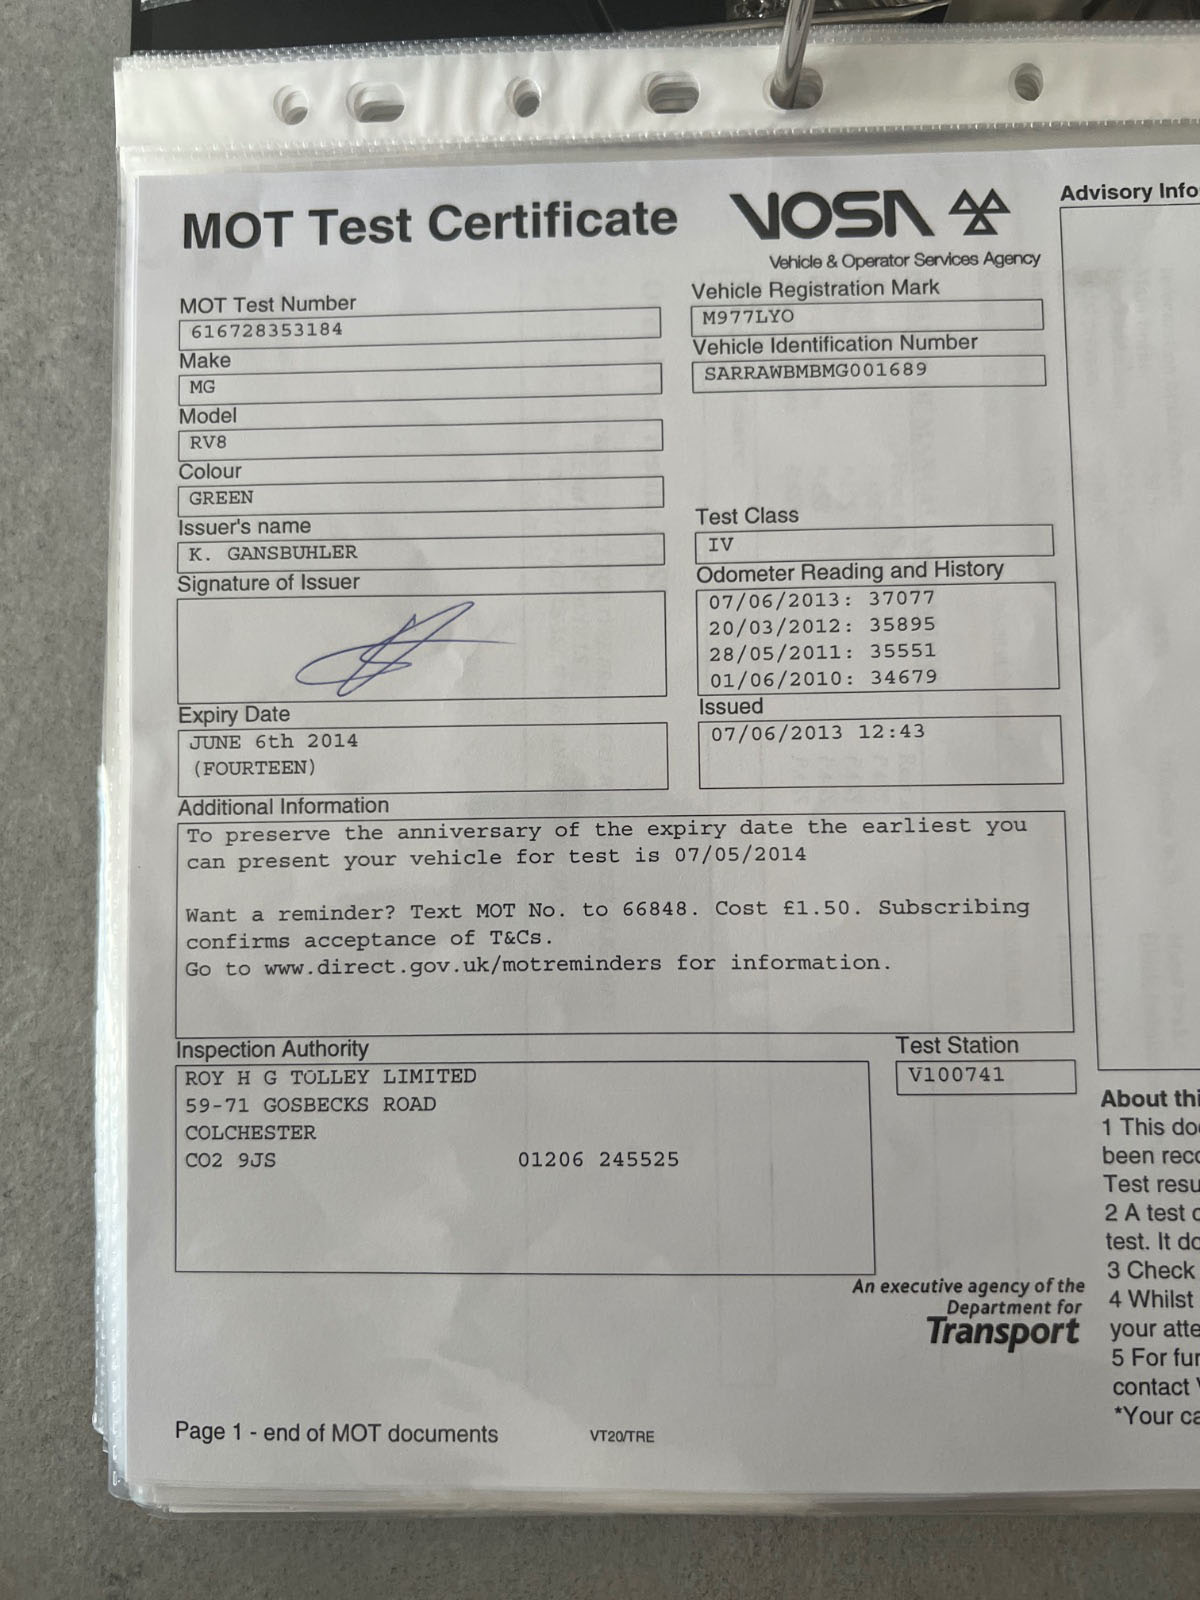 MOT Test Certificate
VOSA
Vehicle & Operator Services Agency
MOT Test Number
616728353184
Make
MG
Model
RV8
Colour
GREEN
Issuer's name
K. GANSBUHLER
Signature of Issuer
Expiry Date
JUNE 6th 2014
(FOURTEEN)
Vehicle Registration Mark
M977LYO
Vehicle Identification Number
SARRAWBMBMG001689
Test Class
IV
Odometer Reading and History
07/06/2013: 37077
20/03/2012: 35895
28/05/2011: 35551
01/06/2010: 34679
Issued
07/06/2013 12:43
Additional Information
To preserve the anniversary of the expiry date the earliest you
can present your vehicle for test is 07/05/2014
Want a reminder? Text MOT No. to 66848. Cost £1.50. Subscribing
confirms acceptance of T&Cs.
Go to www.direct.gov.uk/motreminders for information.
Inspection Authority
ROY H G TOLLEY LIMITED
59-71 GOSBECKS ROAD
COLCHESTER
CO2 9JS 01206 245525
Test Station
V100741
An executive agency of the
Department for
Transport
Page 1 - end of MOT documents VT20/TRE
Advisory Info
About thi
1 This do
been reco
Test resu
2 A test
test. It do
3 Check
4 Whilst
your atte
5 For fur
contact
*Your ca